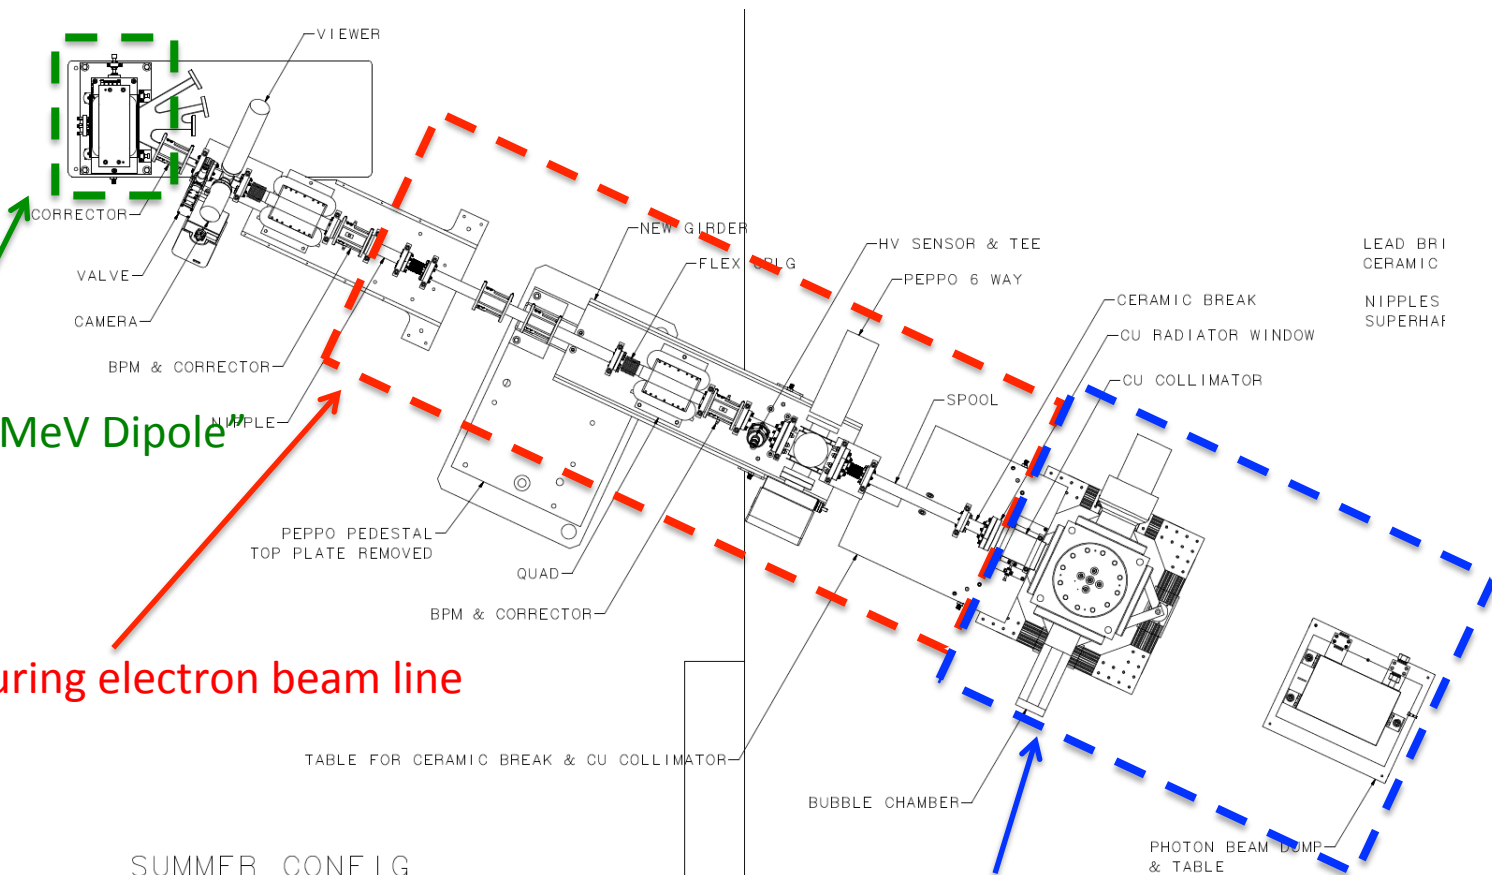 VIEWER
CORRECTOR
VALVE
CAMERA
BPM & CORRECTOR
NIPPLE
MeV Dipole”
NEW GIRDER
FLEX CPLG
HV SENSOR & TEE
PEPPO 6 WAY
LEAD BRI
CERAMIC
NIPPLES
SUPERHAR
CERAMIC BREAK
CU RADIATOR WINDOW
CU COLLIMATOR
SPOOL
PEPPO PEDESTAL
TOP PLATE REMOVED
QUAD
BPM & CORRECTOR
uring electron beam line
TABLE FOR CERAMIC BREAK & CU COLLIMATOR
BUBBLE CHAMBER
PHOTON BEAM DUMP
& TABLE
SUMMER CONFIG